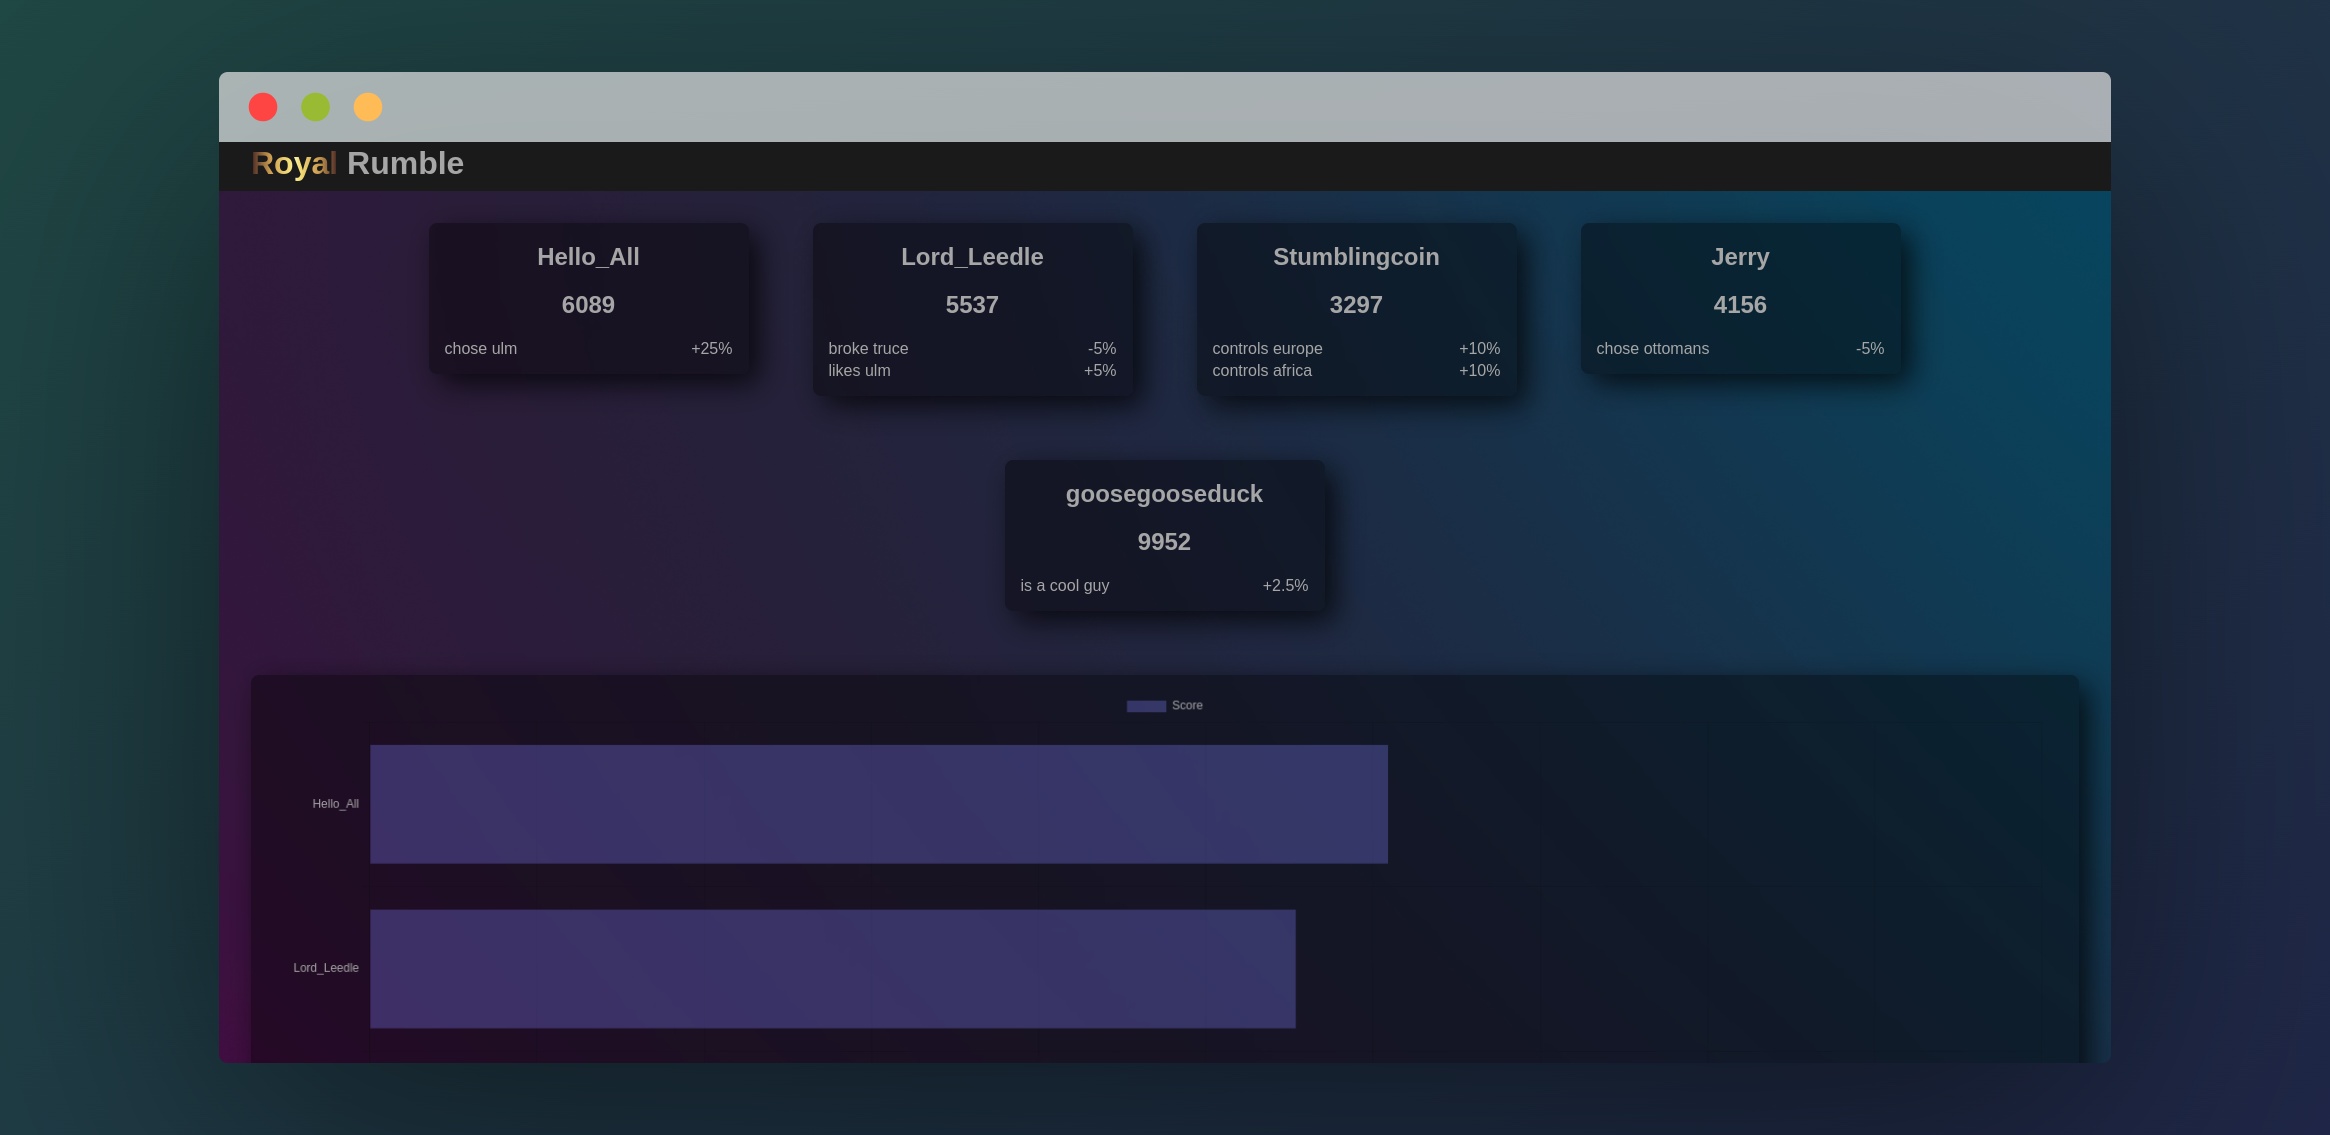 Royal Rumble
Hello_All
6089
chose ulm +25%
Lord_Leedle
5537
broke truce -5%
likes ulm +5%
Stumblingcoin
3297
controls europe +10%
controls africa +10%
Jerry
4156
chose ottomans -5%
goosegooseduck
9952
is a cool guy +2.5%
Score
Hello_All
Lord_Leedle